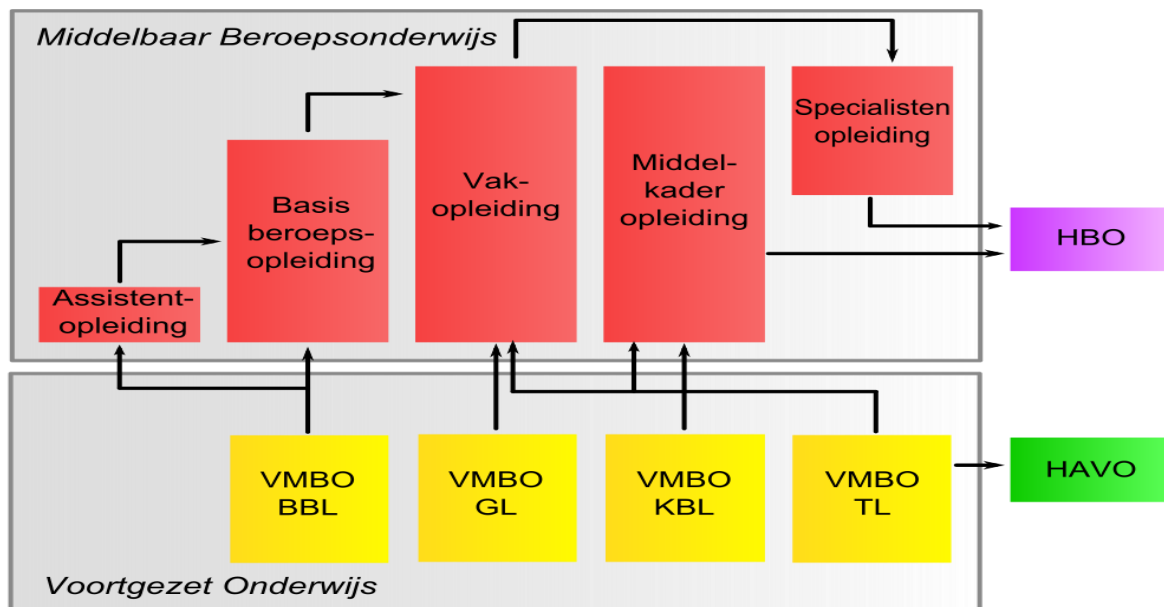 Middelbaar Beroepsonderwijs
Assistent-
opleiding
Basis
beroeps-
opleiding
Vak-
opleiding
Middel-
kader
opleiding
Specialisten
opleiding
HBO
VMBO
BBL
VMBO
GL
VMBO
KBL
VMBO
TL
HAVO
Voortgezet Onderwijs